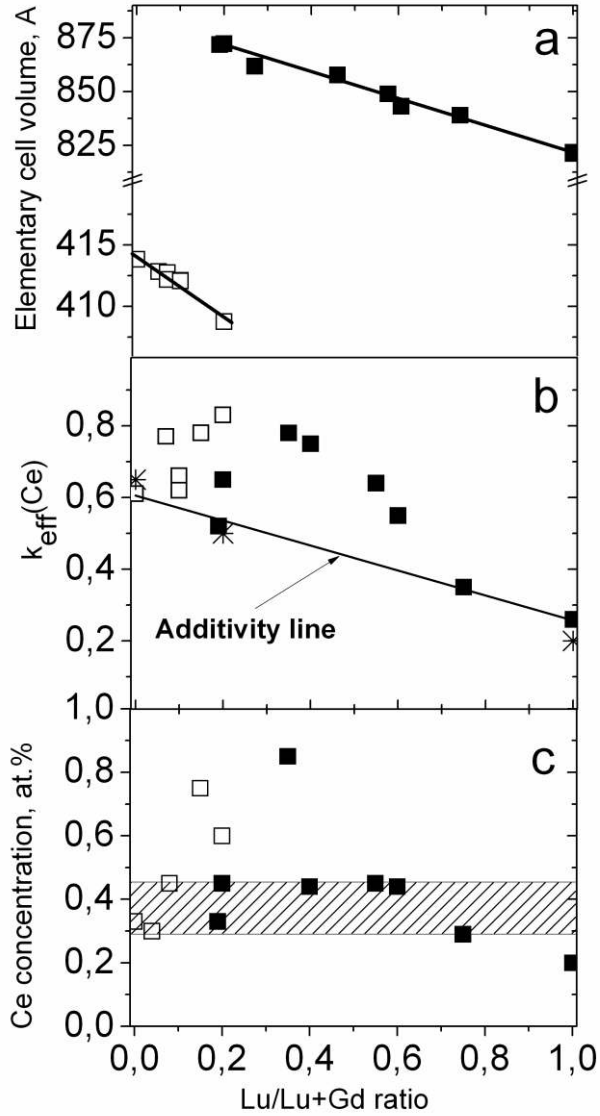 Elementary cell volume, A
875
850
825
415
410
a
k_eff(Ce)
0,8
0,6
0,4
0,2
b
Additivity line
Ce concentration, at.%
1,0
0,8
0,6
0,4
0,2
0,0
c
0,0 0,2 0,4 0,6 0,8 1,0
Lu/Lu+Gd ratio